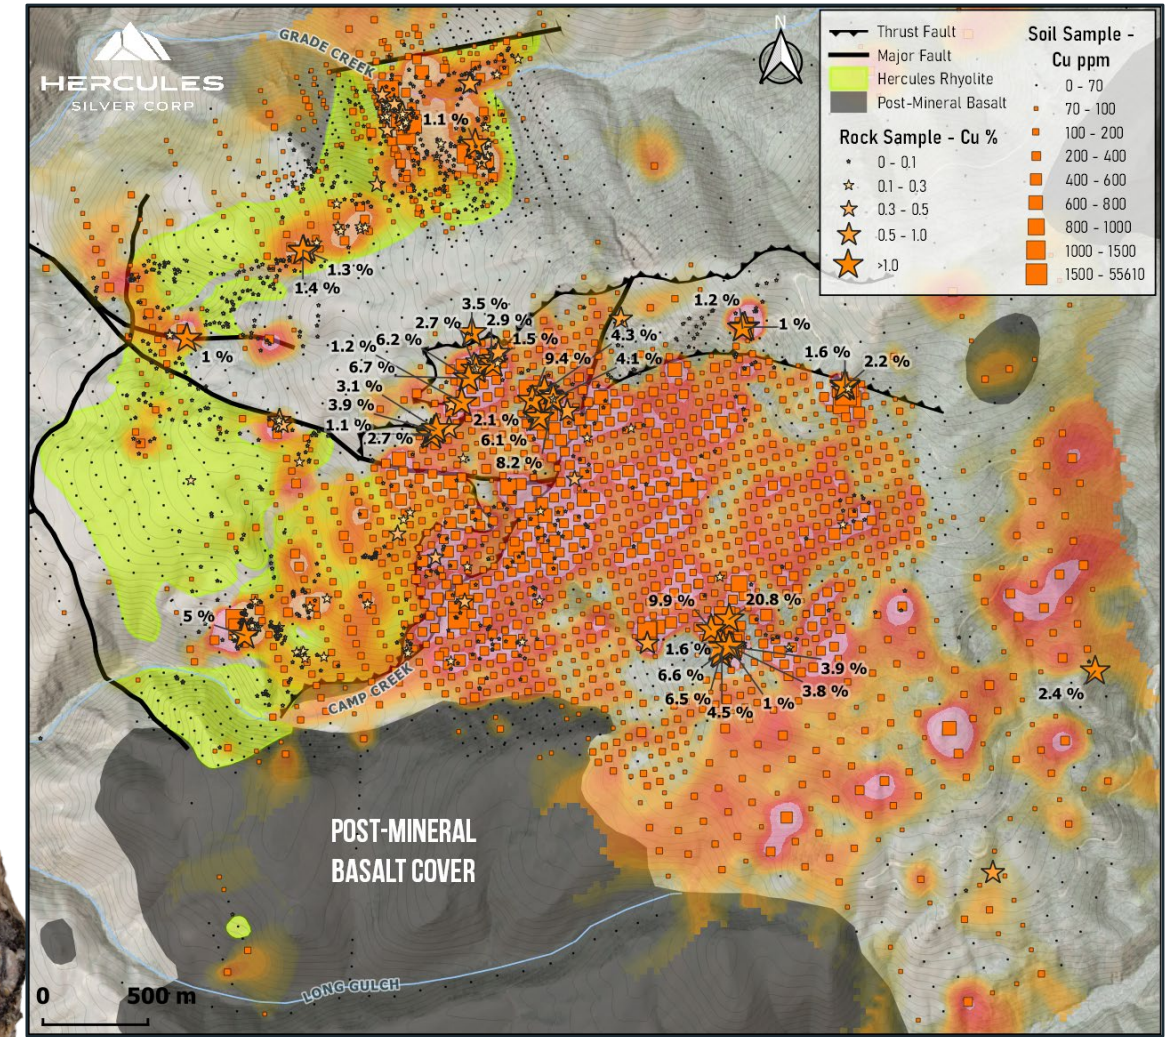 HERCULES
SILVER CORP
GRADE CREEK
N
Thrust Fault
Major Fault
Hercules Rhyolite
Post-Mineral Basalt
Rock Sample - Cu %
0 - 0.1
0.1 - 0.3
0.3 - 0.5
0.5 - 1.0
>1.0
Soil Sample -
Cu ppm
0 - 70
70 - 100
100 - 200
200 - 400
400 - 600
600 - 800
800 - 1000
1000 - 1500
1500 - 55610
1.1 %
1.3 %
1.4 %
1 %
3.5 %
2.7 %
2.9 %
1.2 %
6.2 %
1.5 %
6.7 %
9.4 %
4.3 %
4.1 %
3.1 %
3.9 %
1.1 %
2.7 %
2.1 %
6.1 %
8.2 %
1.2 %
1 %
1.6 %
2.2 %
5 %
9.9 %
20.8 %
1.6 %
6.6 %
6.5 %
4.5 %
1 %
3.8 %
3.9 %
2.4 %
CAMP CREEK
POST-MINERAL
BASALT COVER
LONG GULCH
0 500 m